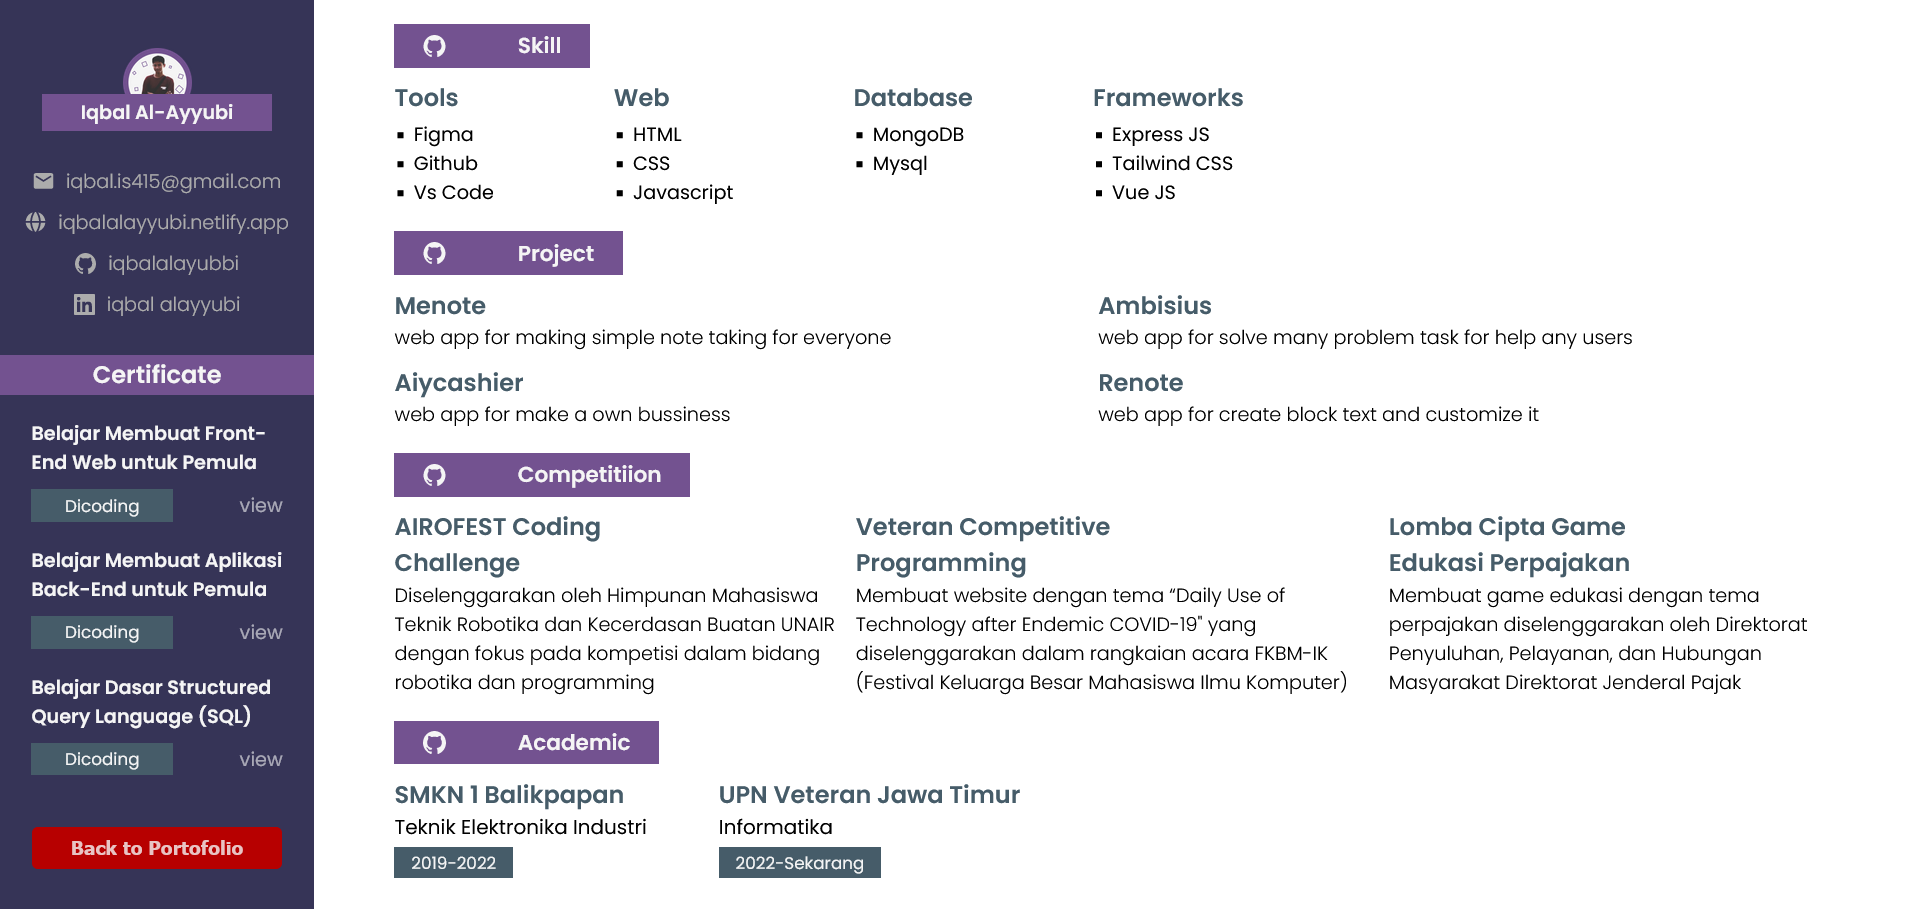 Iqbal Al-Ayyubi
iqbal.is415@gmail.com
iqbalalayyubi.netlify.app
iqbalalayubbi
iqbal alayyubi
Certificate
Belajar Membuat Front-
End Web untuk Pemula
Dicoding view
Belajar Membuat Aplikasi
Back-End untuk Pemula
Dicoding view
Belajar Dasar Structured
Query Language (SQL)
Dicoding view
Back to Portofolio
Skill
Tools
Figma
Github
Vs Code
Web
HTML
CSS
Javascript
Database
MongoDB
Mysql
Frameworks
Express JS
Tailwind CSS
Vue JS
Project
Menote
web app for making simple note taking for everyone
Ambisius
web app for solve many problem task for help any users
Aiycashier
web app for make a own bussiness
Renote
web app for create block text and customize it
Competitiion
AIROFEST Coding
Challenge
Diselenggarakan oleh Himpunan Mahasiswa
Teknik Robotika dan Kecerdasan Buatan UNAIR
dengan fokus pada kompetisi dalam bidang
robotika dan programming
Veteran Competitive
Programming
Membuat website dengan tema “Daily Use of
Technology after Endemic COVID-19" yang
diselenggarakan dalam rangkaian acara FKBM-IK
(Festival Keluarga Besar Mahasiswa Ilmu Komputer)
Lomba Cipta Game
Edukasi Perpajakan
Membuat game edukasi dengan tema
perpajakan diselenggarakan oleh Direktorat
Penyuluhan, Pelayanan, dan Hubungan
Masyarakat Direktorat Jenderal Pajak
Academic
SMKN 1 Balikpapan
Teknik Elektronika Industri
2019-2022
UPN Veteran Jawa Timur
Informatika
2022-Sekarang